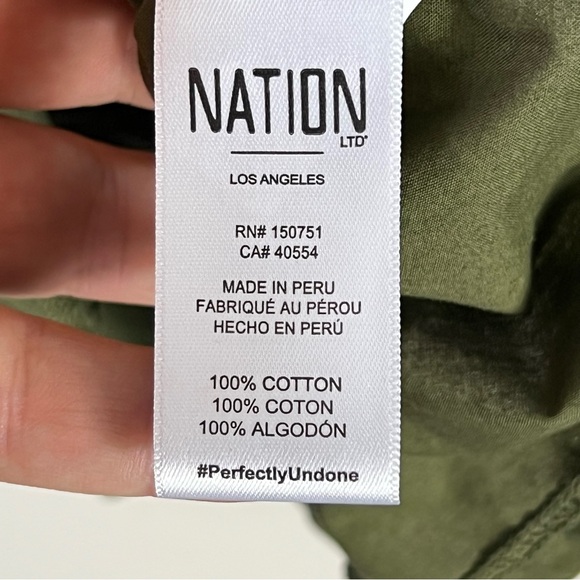 NATION
LTD®
LOS ANGELES
RN# 150751
CA# 40554
MADE IN PERU
FABRIQUÉ AU PÉROU
HECHO EN PERÚ
100% COTTON
100% COTON
100% ALGODÓN
#PerfectlyUndone